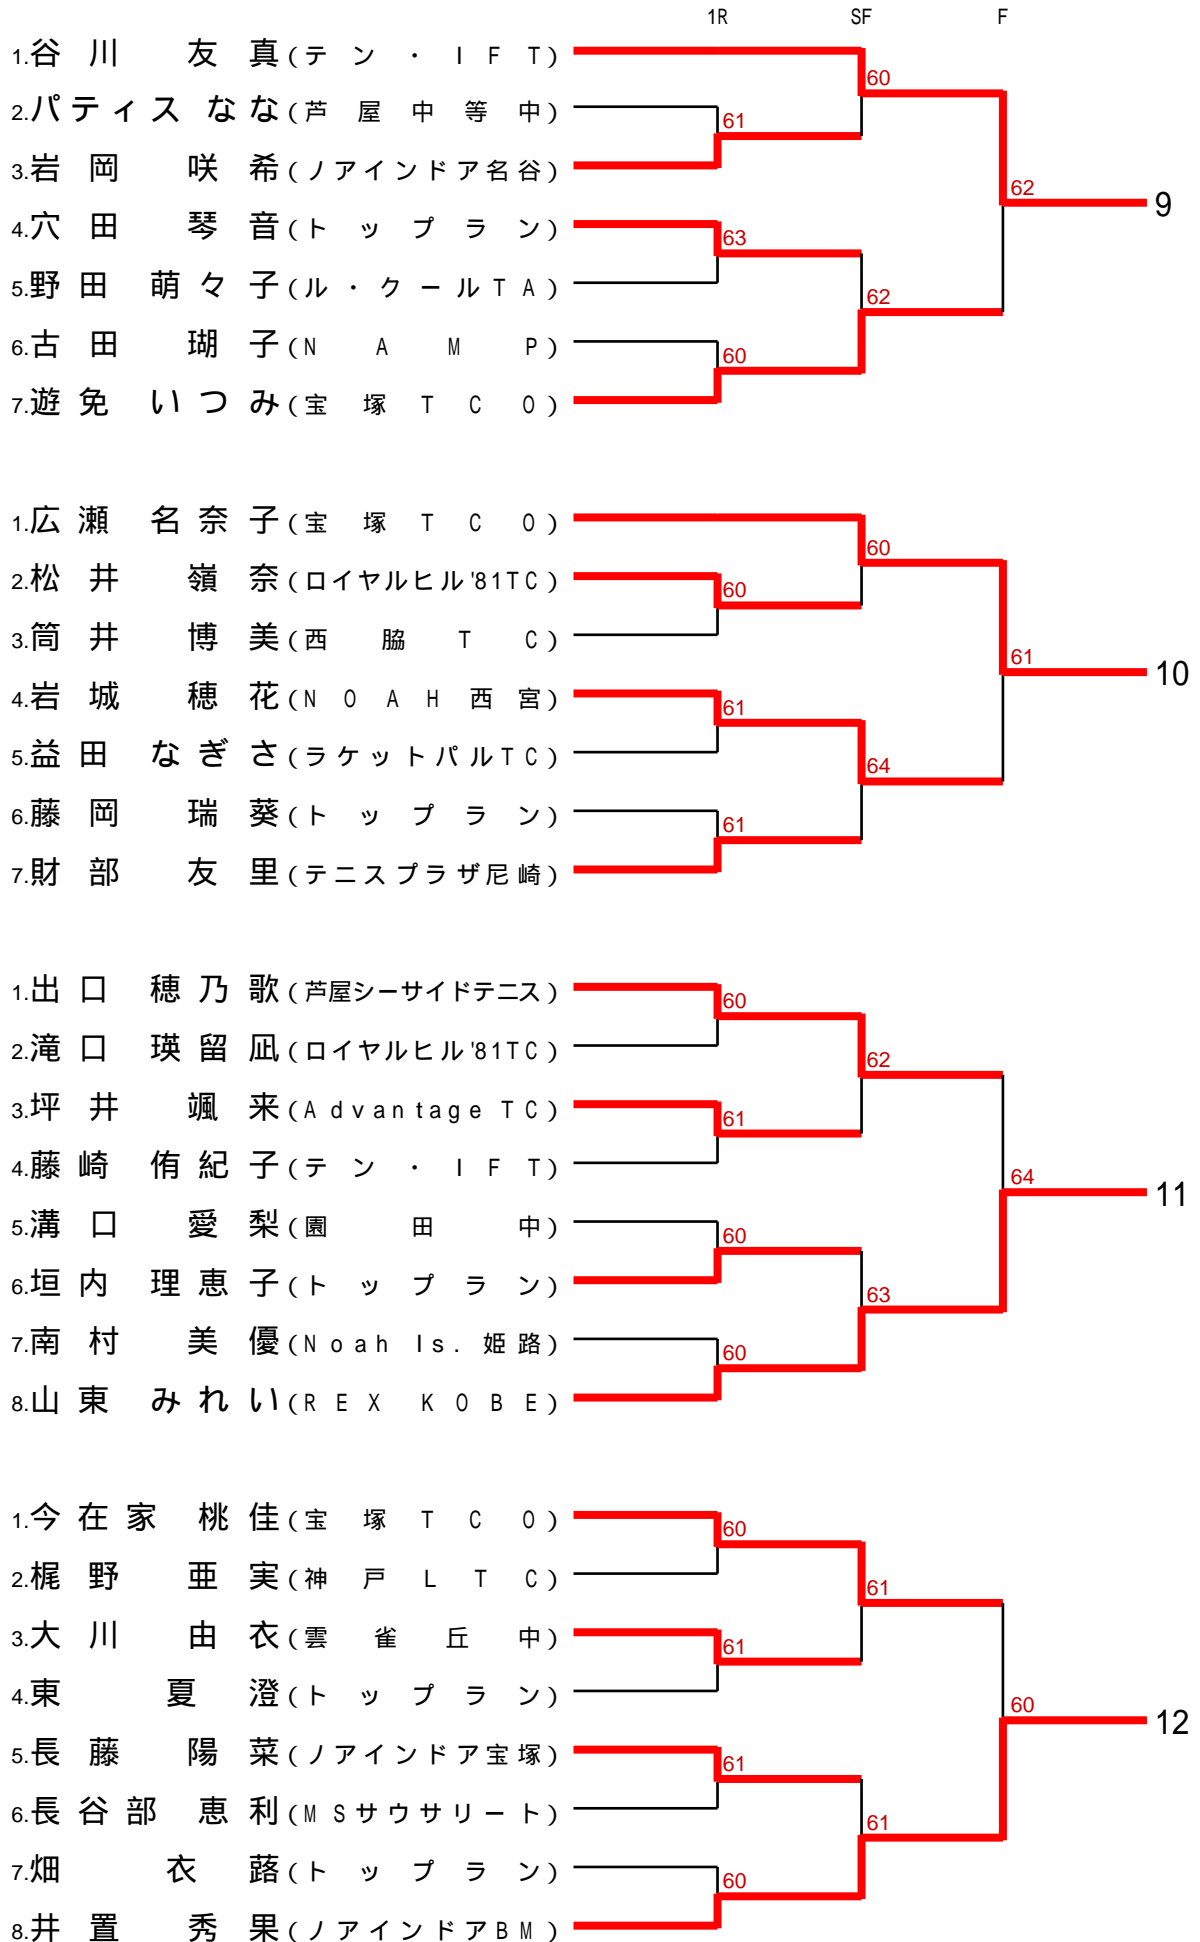 1R SF F
1.谷川 友真(テン・IFT)
60
2.パティス なな(芦屋中等中)
61
3.岩岡 咲希(ノアインドア名谷)
62
9
4.穴田 琴音(トップラン)
63
5.野田 萌々子(ル・クールTA)
62
6.古田 瑚子(NAMP)
60
7.遊免 いつみ(宝塚TCO)
1.広瀬 名奈子(宝塚TCO)
60
2.松井 嶺奈(ロイヤルヒル'81TC)
60
3.筒井 博美(西脇TC)
61
10
4.岩城 穂花(NOAH西宮)
61
5.益田 なぎさ(ラケットパルTC)
64
6.藤岡 瑞葵(トップラン)
61
7.財部 友里(テニスプラザ尼崎)
1.出口 穂乃歌(芦屋シーサイドテニス)
60
2.滝口 瑛留凪(ロイヤルヒル'81TC)
62
3.坪井 颯来(Advantage TC)
61
4.藤崎 侑紀子(テン・IFT)
64
11
5.溝口 愛梨(園田中)
60
6.垣内 理恵子(トップラン)
63
7.南村 美優(Noah Is. 姫路)
60
8.山東 みれい(REX KOBE)
1.今在家 桃佳(宝塚TCO)
60
2.梶野 亜実(神戸LTC)
61
3.大川 由衣(雲雀丘中)
61
4.東 夏澄(トップラン)
60
12
5.長藤 陽菜(ノアインドア宝塚)
61
6.長谷部 恵利(MSサウサリート)
61
7.畑 衣蕗(トップラン)
60
8.井置 秀果(ノアインドアBM)